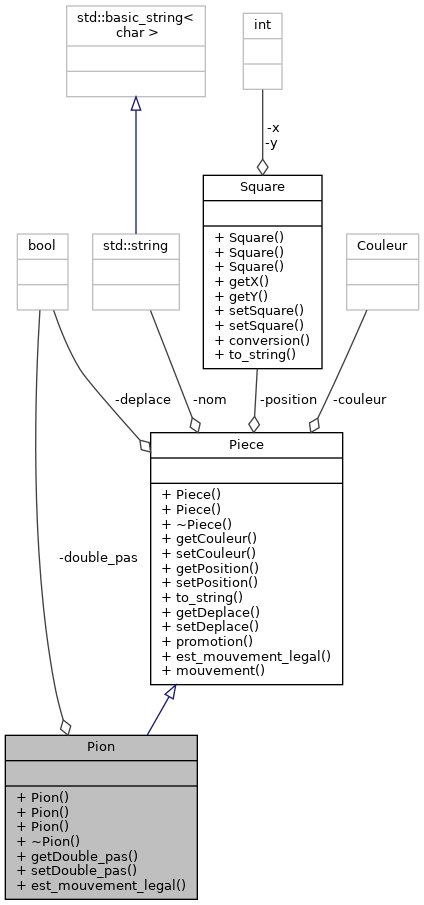 std::basic_string<
char >
int
-x
-y
Square
+ Square()
+ Square()
+ Square()
+ getX()
+ getY()
+ setSquare()
+ setSquare()
+ conversion()
+ to_string()
bool
std::string
Couleur
-deplace
-nom
-position
-couleur
Piece
+ Piece()
+ Piece()
+ ~Piece()
+ getCouleur()
+ setCouleur()
+ getPosition()
+ setPosition()
+ to_string()
+ getDeplace()
+ setDeplace()
+ promotion()
+ est_mouvement_legal()
+ mouvement()
-double_pas
Pion
+ Pion()
+ Pion()
+ Pion()
+ ~Pion()
+ getDouble_pas()
+ setDouble_pas()
+ est_mouvement_legal()